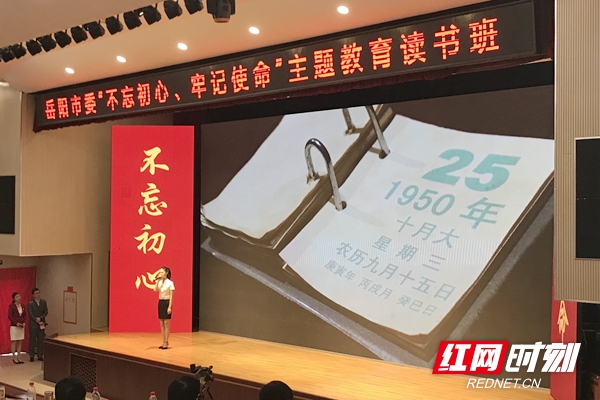 岳阳市委“不忘初心、牢记使命”主题教育读书班
不忘初心
25
1950年
十月大
星期三
农历九月十五日
庚寅年 丙戌月 癸巳日
命
红网时刻
REDNET.CN